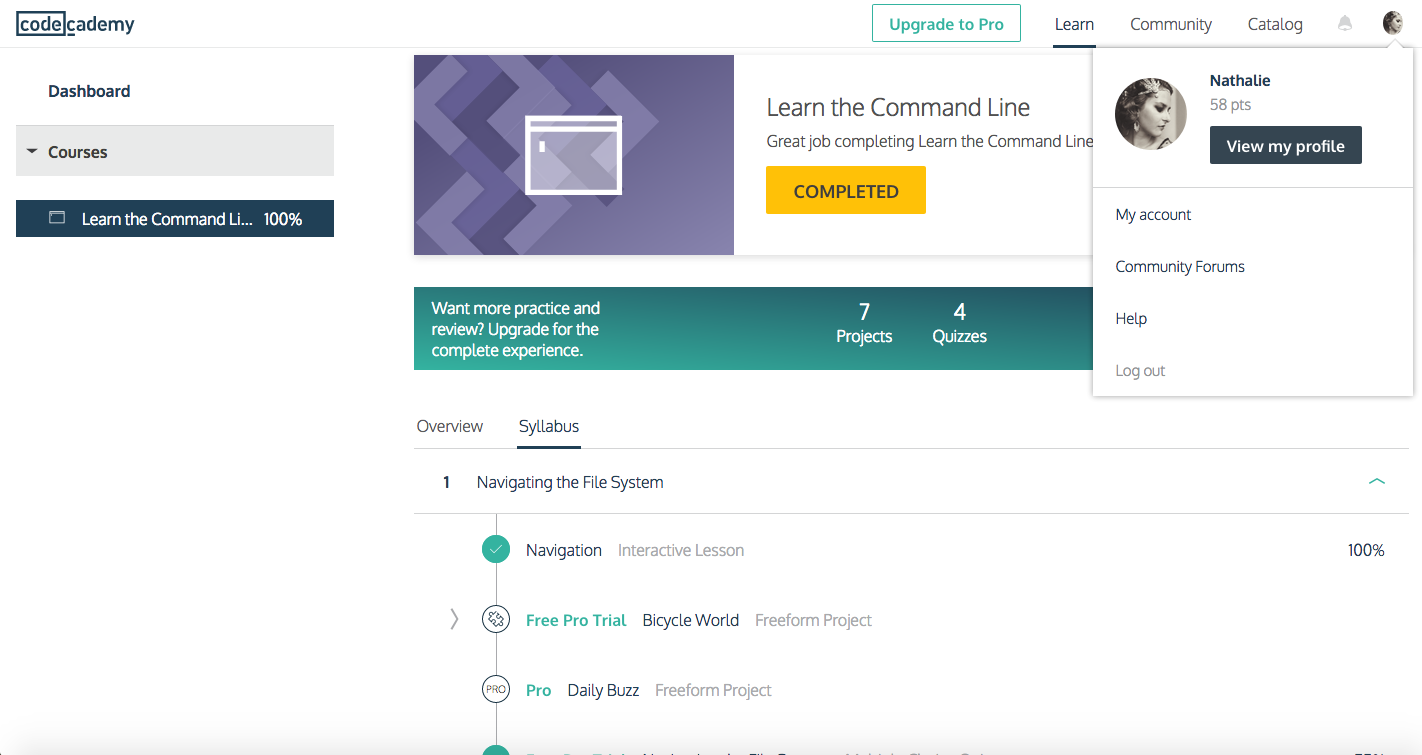 codecademy
Upgrade to Pro
Learn
Community
Catalog
Nathalie
58 pts
View my profile
My account
Community Forums
Help
Log out
Dashboard
Courses
Learn the Command Li... 100%
Learn the Command Line
Great job completing Learn the Command Line
COMPLETED
Want more practice and
review? Upgrade for the
complete experience.
7
Projects
4
Quizzes
Overview
Syllabus
1 Navigating the File System
Navigation Interactive Lesson 100%
Free Pro Trial Bicycle World Freeform Project
PRO Pro Daily Buzz Freeform Project